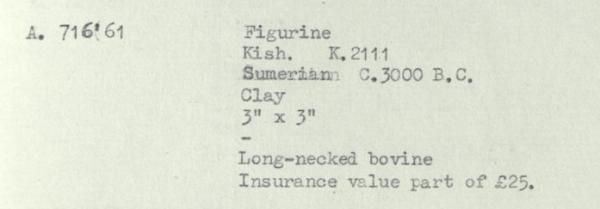 A. 716'61 Figurine
Kish. K.2111
Sumerian C.3000 B.C.
Clay
3" x 3"
-
Long-necked bovine
Insurance value part of £25.